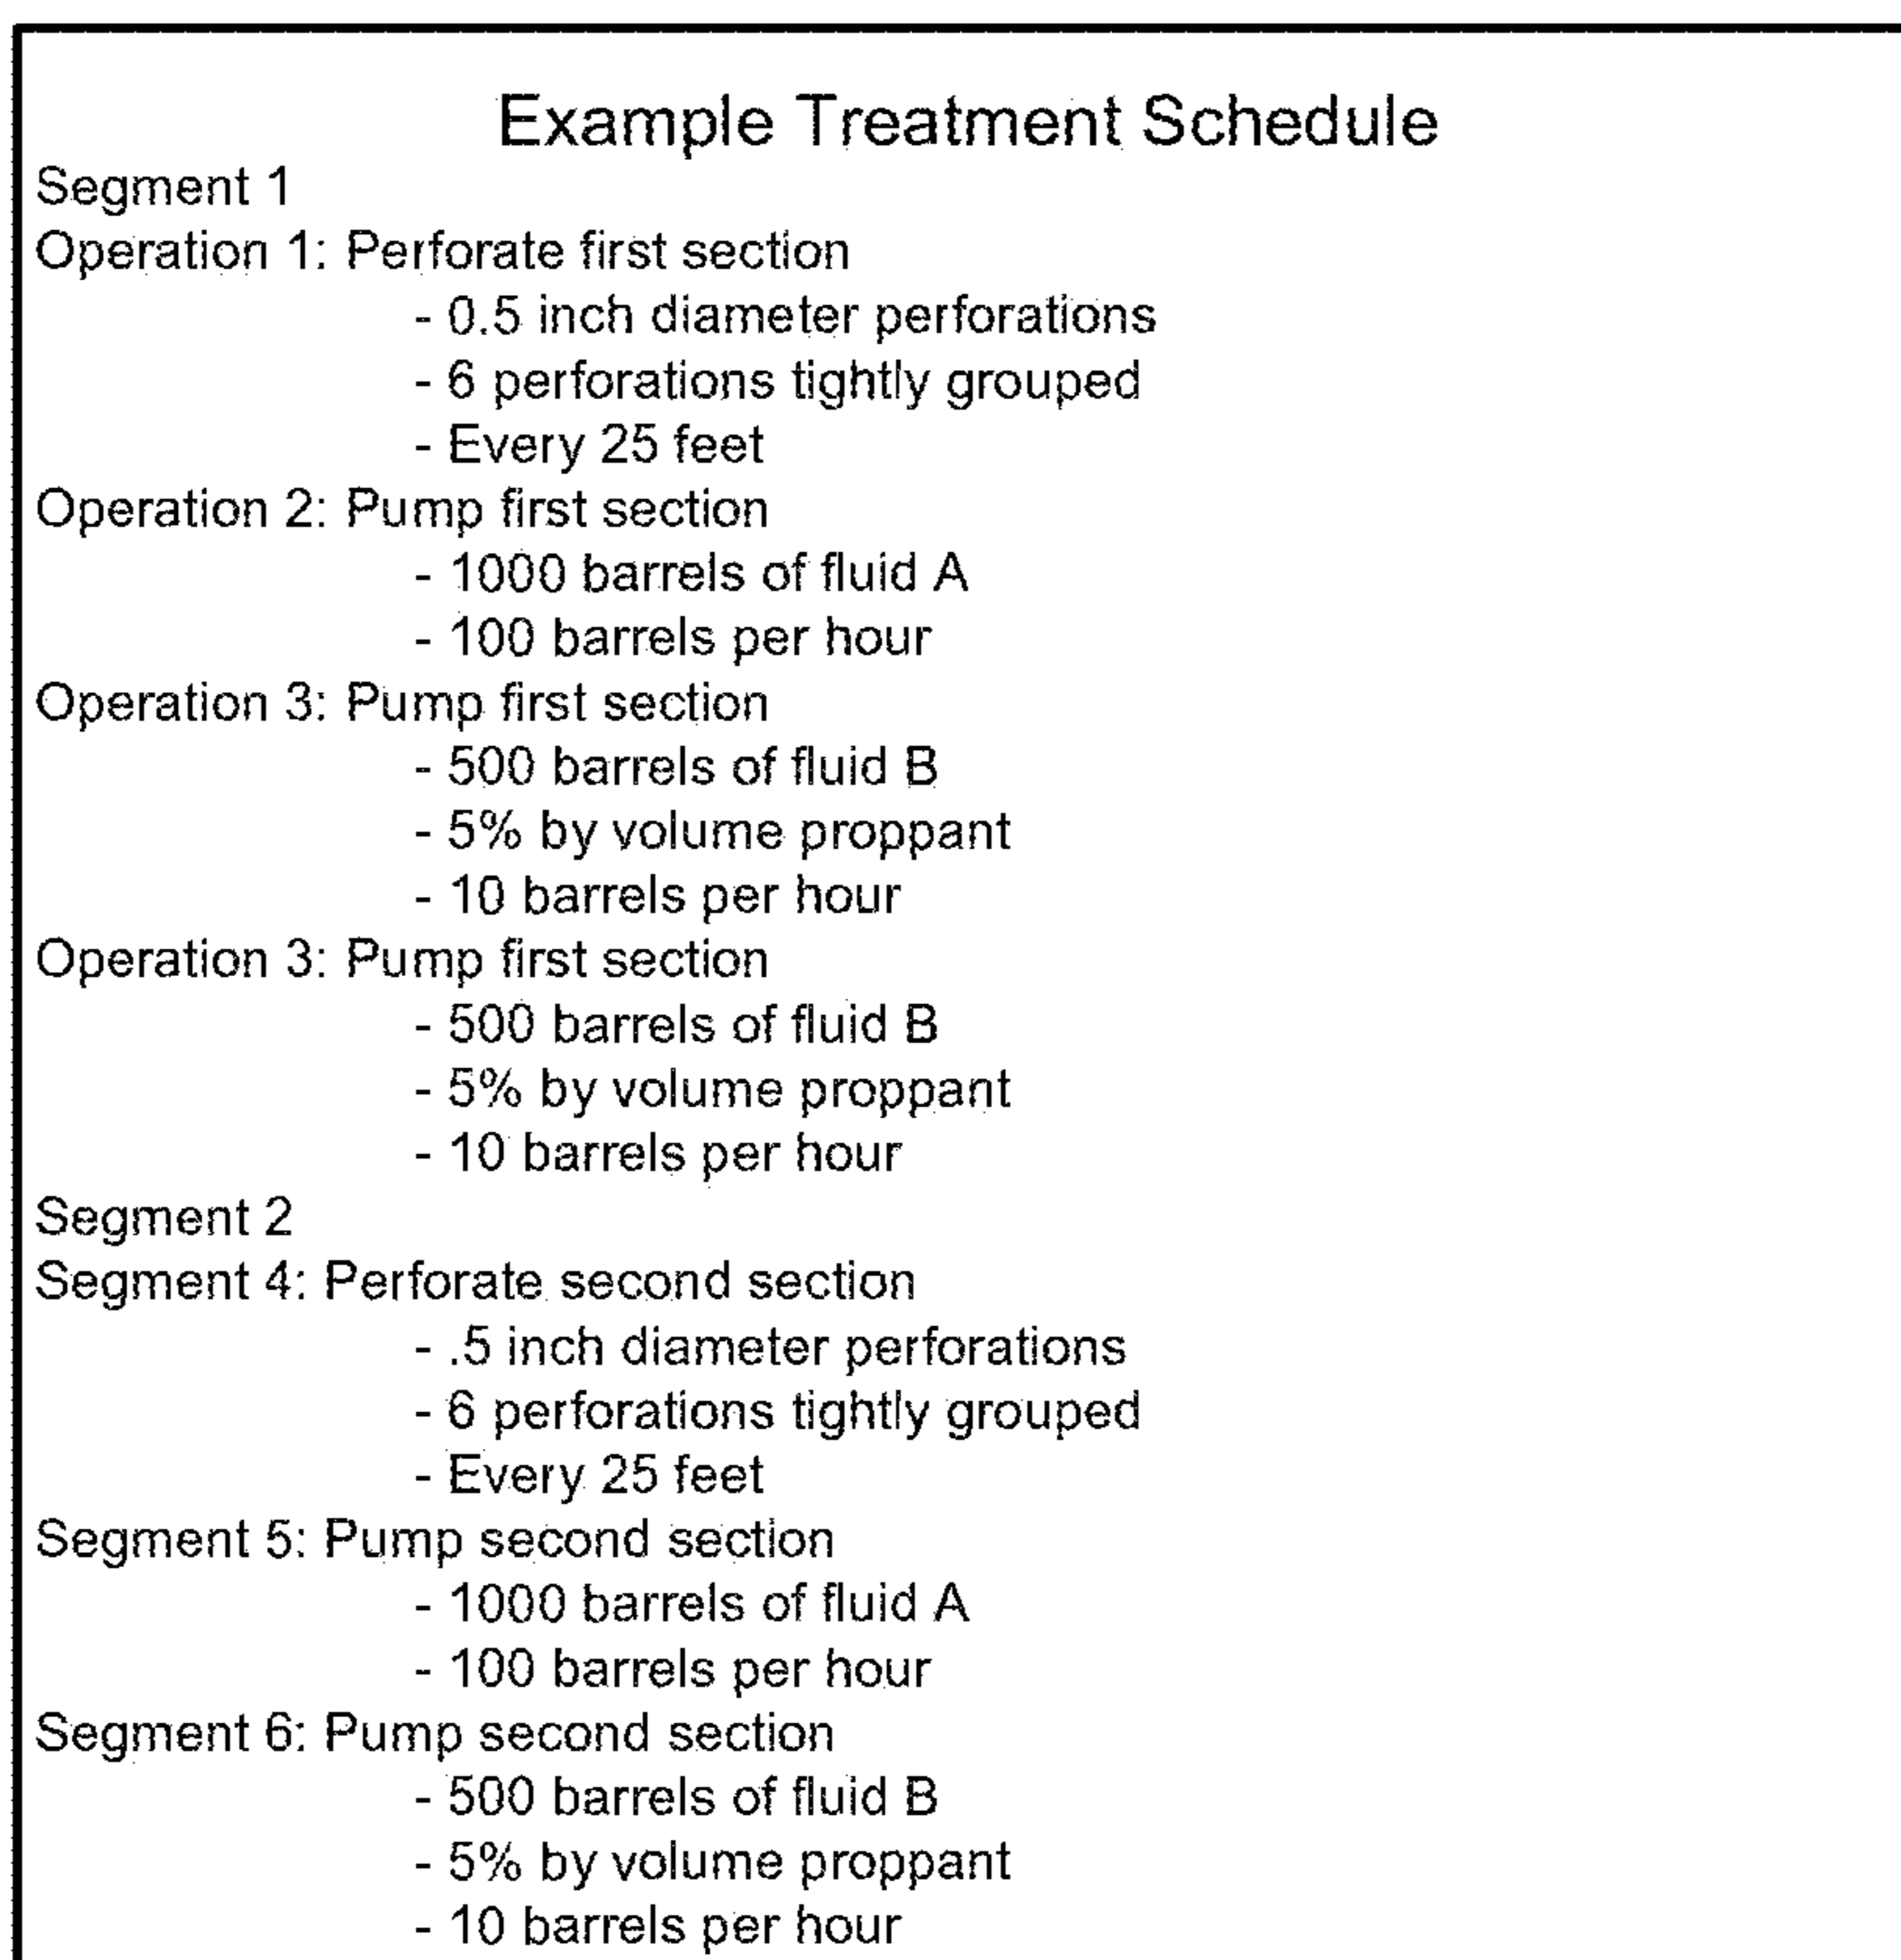 Example Treatment Schedule
Segment 1
Operation 1: Perforate first section
- 0.5 inch diameter perforations
- 6 perforations tightly grouped
- Every 25 feet
Operation 2: Pump first section
- 1000 barrels of fluid A
- 100 barrels per hour
Operation 3: Pump first section
- 500 barrels of fluid B
- 5% by volume proppant
- 10 barrels per hour
Operation 3: Pump first section
- 500 barrels of fluid B
- 5% by volume proppant
- 10 barrels per hour
Segment 2
Segment 4: Perforate second section
- .5 inch diameter perforations
- 6 perforations tightly grouped
- Every 25 feet
Segment 5: Pump second section
- 1000 barrels of fluid A
- 100 barrels per hour
Segment 6: Pump second section
- 500 barrels of fluid B
- 5% by volume proppant
- 10 barrels per hour